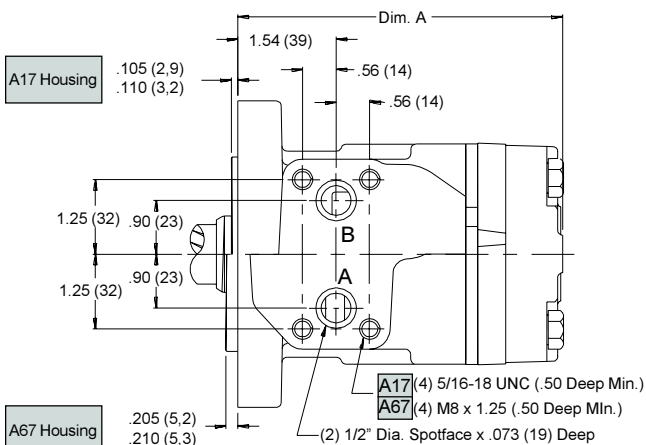 Dim. A
1.54 (39)
A17 Housing
.105 (2,9)
.110 (3,2)
.56 (14)
.56 (14)
1.25 (32)
.90 (23)
B
A
.90 (23)
1.25 (32)
A17 (4) 5/16-18 UNC (.50 Deep Min.)
A67 (4) M8 x 1.25 (.50 Deep MIn.)
A67 Housing
.205 (5,2)
.210 (5,3)
(2) 1/2" Dia. Spotface x .073 (19) Deep